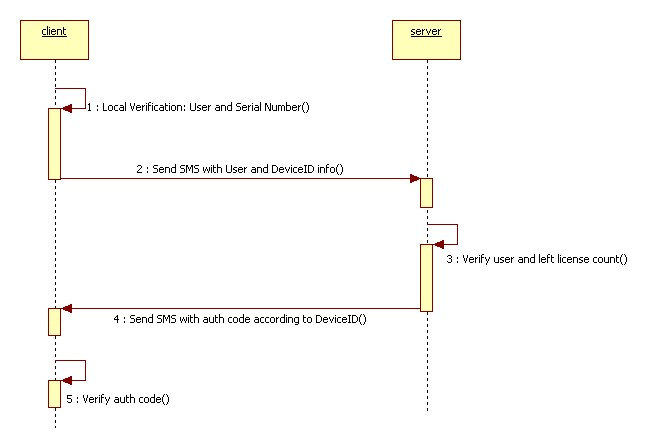 client
server
1 : Local Verification: User and Serial Number()
2 : Send SMS with User and DeviceID info()
3 : Verify user and left license count()
4 : Send SMS with auth code according to DeviceID()
5 : Verify auth code()